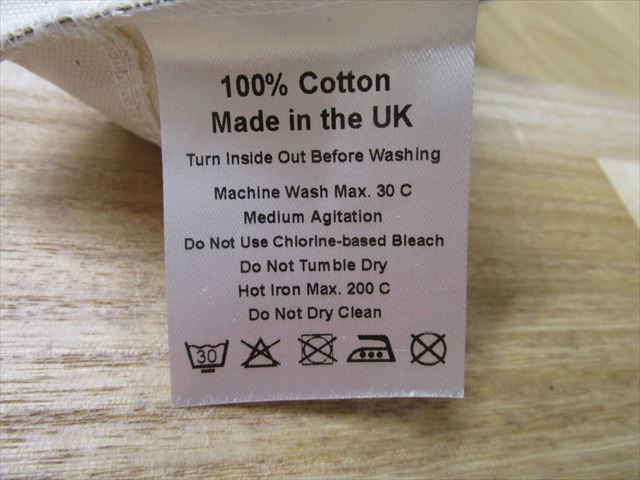 100% Cotton
Made in the UK
Turn Inside Out Before Washing
Machine Wash Max. 30 C
Medium Agitation
Do Not Use Chlorine-based Bleach
Do Not Tumble Dry
Hot Iron Max. 200 C
Do Not Dry Clean
30